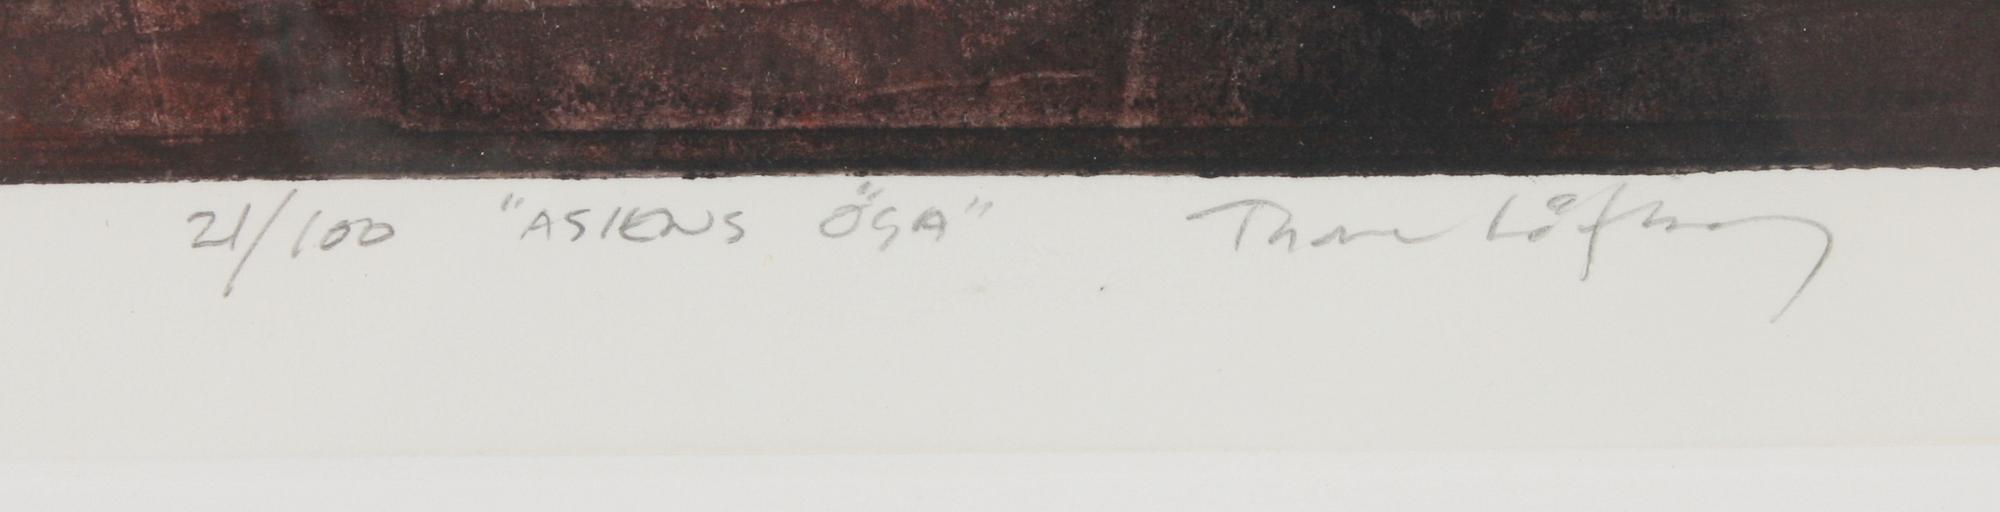 21/100 "ASIENS ÖGA"